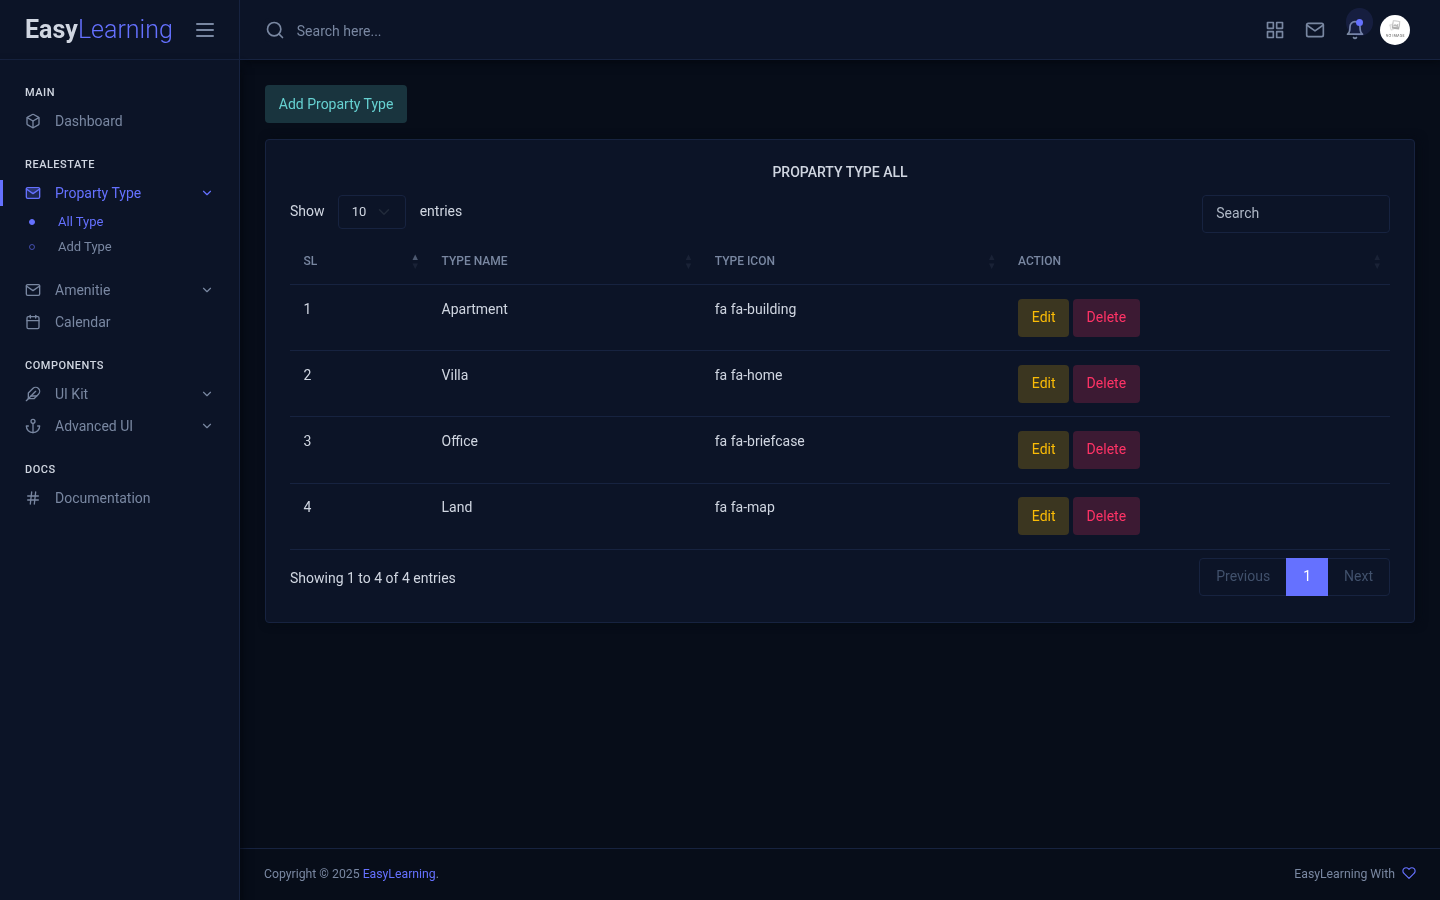 EasyLearning
Search here...
MAIN
Dashboard
REALESTATE
Proparty Type
All Type
Add Type
Amenitie
Calendar
COMPONENTS
UI Kit
Advanced UI
DOCS
Documentation
Add Proparty Type
PROPARTY TYPE ALL
Show 10 entries
Search
SL TYPE NAME TYPE ICON ACTION
1 Apartment fa fa-building Edit Delete
2 Villa fa fa-home Edit Delete
3 Office fa fa-briefcase Edit Delete
4 Land fa fa-map Edit Delete
Showing 1 to 4 of 4 entries
Previous 1 Next
Copyright © 2025 EasyLearning.
EasyLearning With